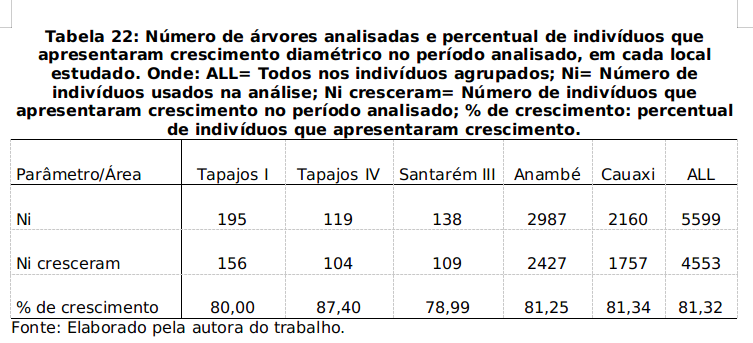 Tabela 22: Número de árvores analisadas e percentual de indivíduos que
apresentaram crescimento diamétrico no período analisado, em cada local
estudado. Onde: ALL= Todos nos indivíduos agrupados; Ni= Número de
indivíduos usados na análise; Ni cresceram= Número de indivíduos que
apresentaram crescimento no período analisado; % de crescimento: percentual
de indivíduos que apresentaram crescimento.
Parâmetro/Área Tapajos I Tapajos IV Santarém III Anambé Cauaxi ALL
Ni 195 119 138 2987 2160 5599
Ni cresceram 156 104 109 2427 1757 4553
% de crescimento 80,00 87,40 78,99 81,25 81,34 81,32
Fonte: Elaborado pela autora do trabalho.